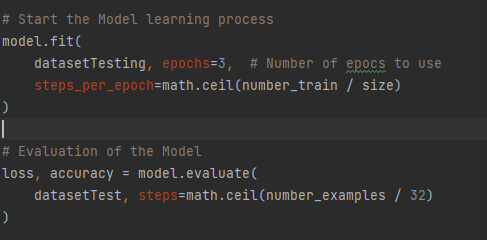 # Start the Model learning process
model.fit(
    datasetTesting, epochs=3,  # Number of epocs to use
    steps_per_epoch=math.ceil(number_train / size)
)
# Evaluation of the Model
loss, accuracy = model.evaluate(
    datasetTest, steps=math.ceil(number_examples / 32)
)